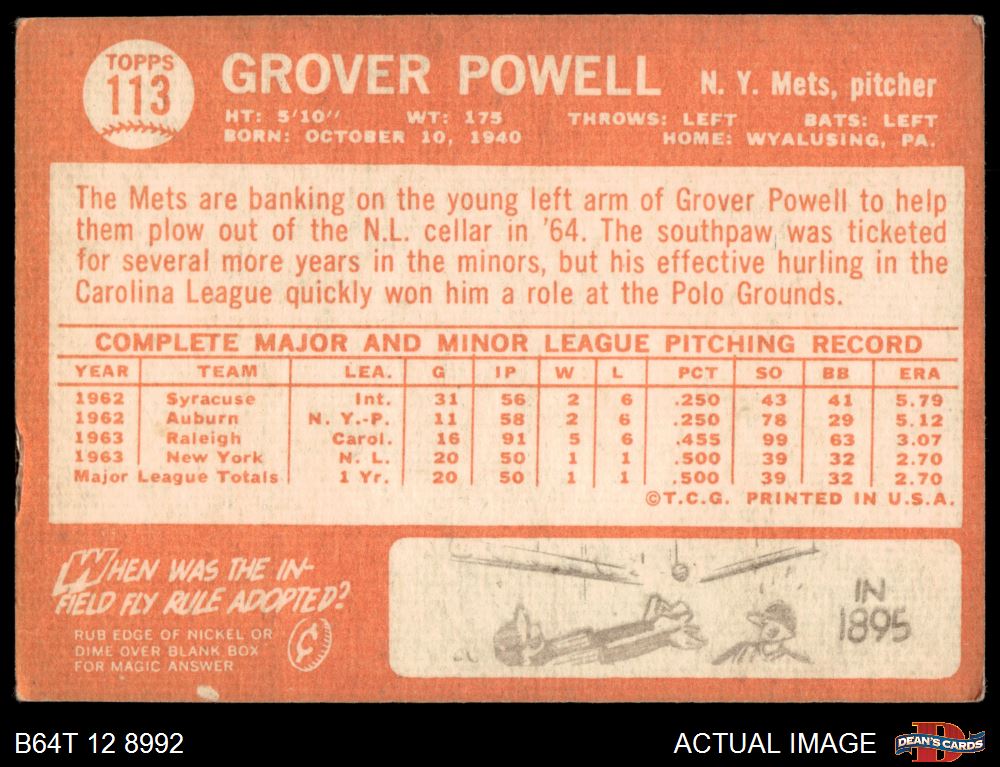 TOPPS
113
GROVER POWELL N. Y. Mets, pitcher
HT: 5'10" WT: 175 THROWS: LEFT BATS: LEFT
BORN: OCTOBER 10, 1940 HOME: WYALUSING, PA.
The Mets are banking on the young left arm of Grover Powell to help
them plow out of the N.L. cellar in '64. The southpaw was ticketed
for several more years in the minors, but his effective hurling in the
Carolina League quickly won him a role at the Polo Grounds.
COMPLETE MAJOR AND MINOR LEAGUE PITCHING RECORD
YEAR TEAM LEA. G IP W L PCT SO BB ERA
1962 Syracuse Int. 31 56 2 6 .250 43 41 5.79
1962 Auburn N. Y.-P. 11 58 2 6 .250 78 29 5.12
1963 Raleigh Carol. 16 91 5 6 .455 99 63 3.07
1963 New York N. L. 20 50 1 1 .500 39 32 2.70
Major League Totals 1 Yr. 20 50 1 1 .500 39 32 2.70
©T.C.G. PRINTED IN U.S.A.
WHEN WAS THE IN-
FIELD FLY RULE ADOPTED?
RUB EDGE OF NICKEL OR
DIME OVER BLANK BOX
FOR MAGIC ANSWER
¢
IN
1895
B64T 12 8992 ACTUAL IMAGE DEAN'S CARDS